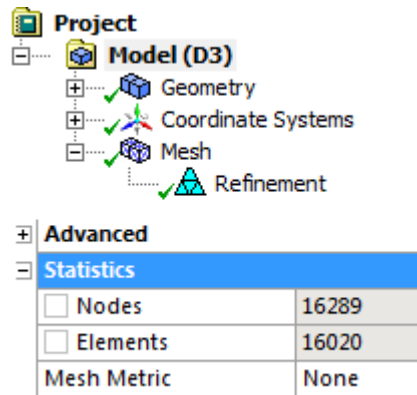 Project
Model (D3)
Geometry
Coordinate Systems
Mesh
Refinement
Advanced
Statistics
Nodes 16289
Elements 16020
Mesh Metric None